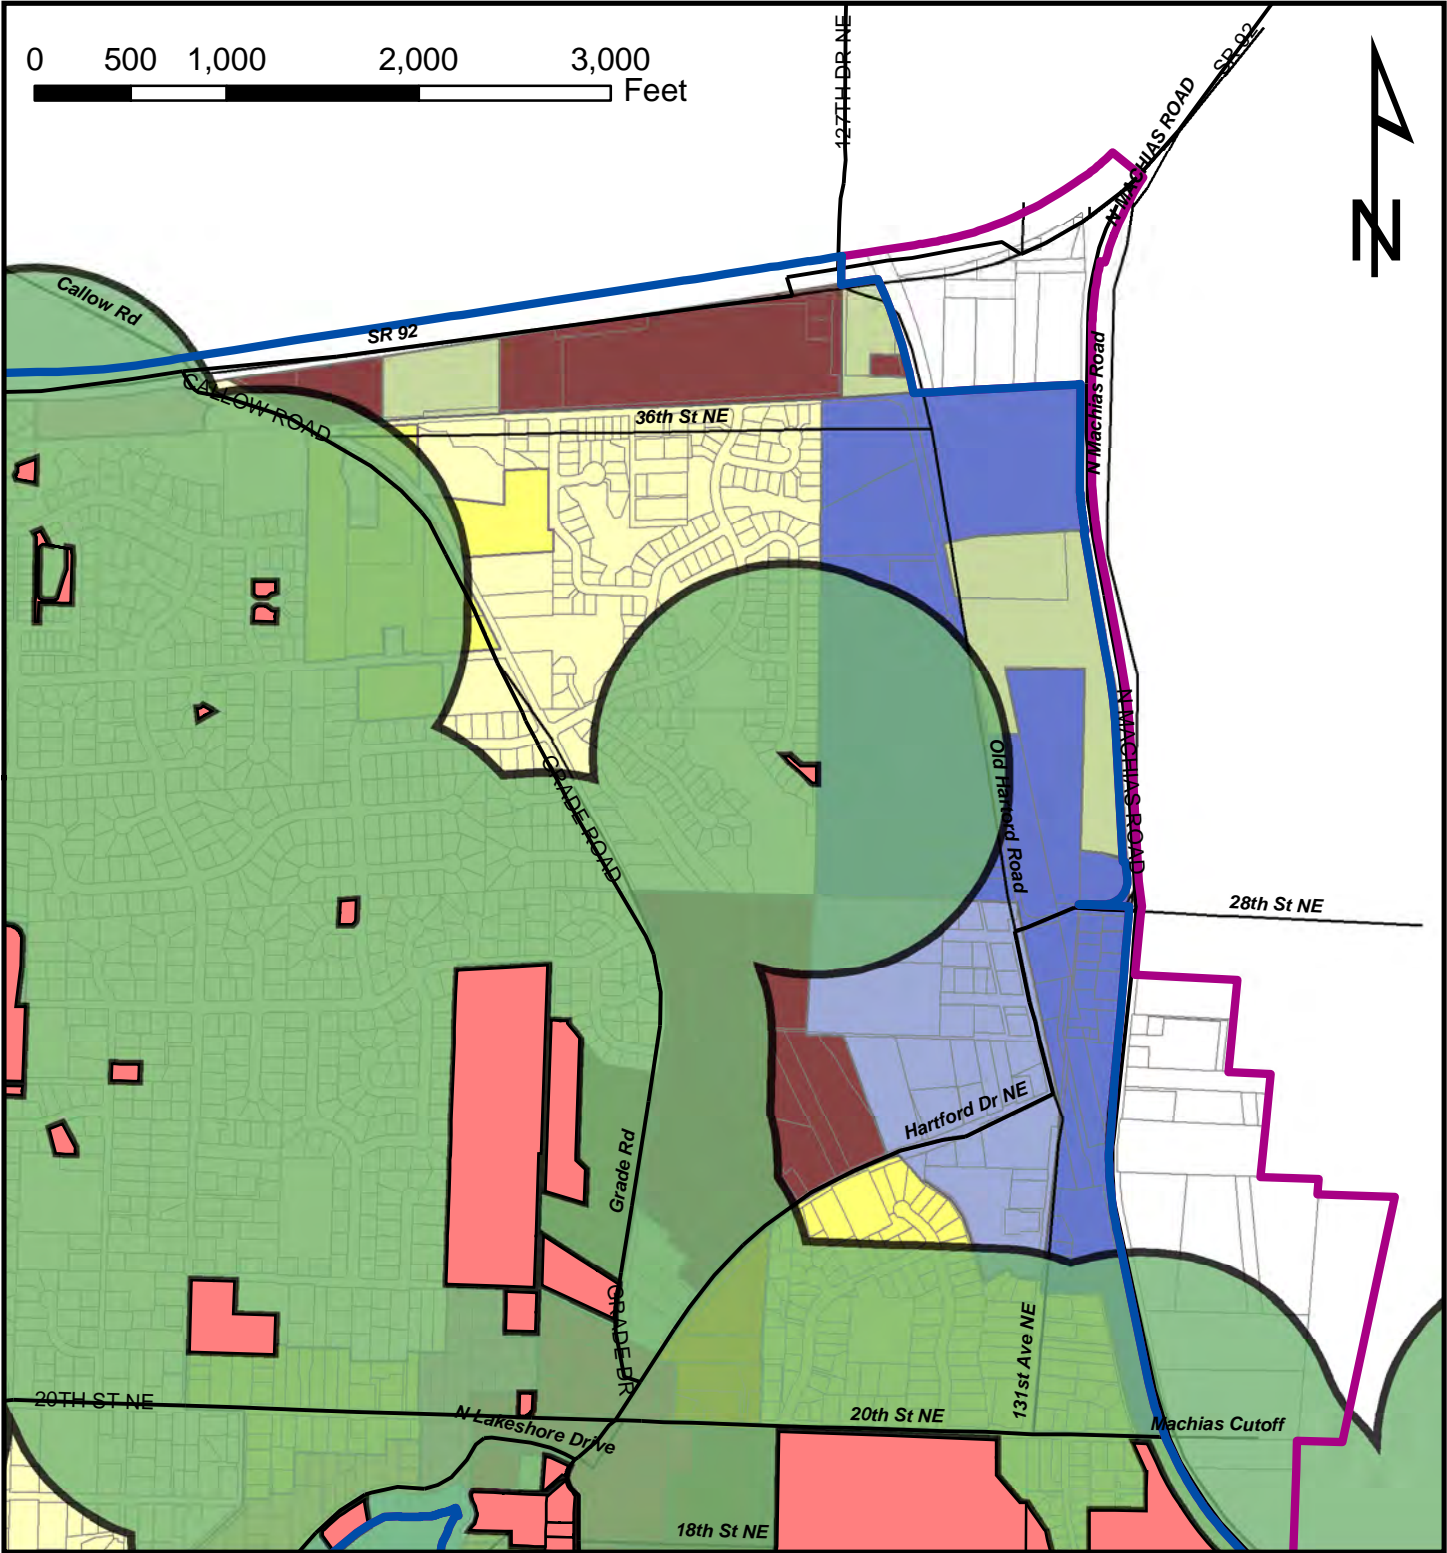 0 500 1,000 2,000 3,000
Feet
127TH DR NE
SR 92
N MACHIAS ROAD
N
Callow Rd
SR 92
CALLOW ROAD
36th St NE
N Machias Road
N MACHIAS ROAD
Old Hartford Road
GRADE ROAD
28th St NE
Hartford Dr NE
Grade Rd
GRADE DR
131st Ave NE
20TH ST NE
N Lakeshore Drive
20th St NE
Machias Cutoff
18th St NE